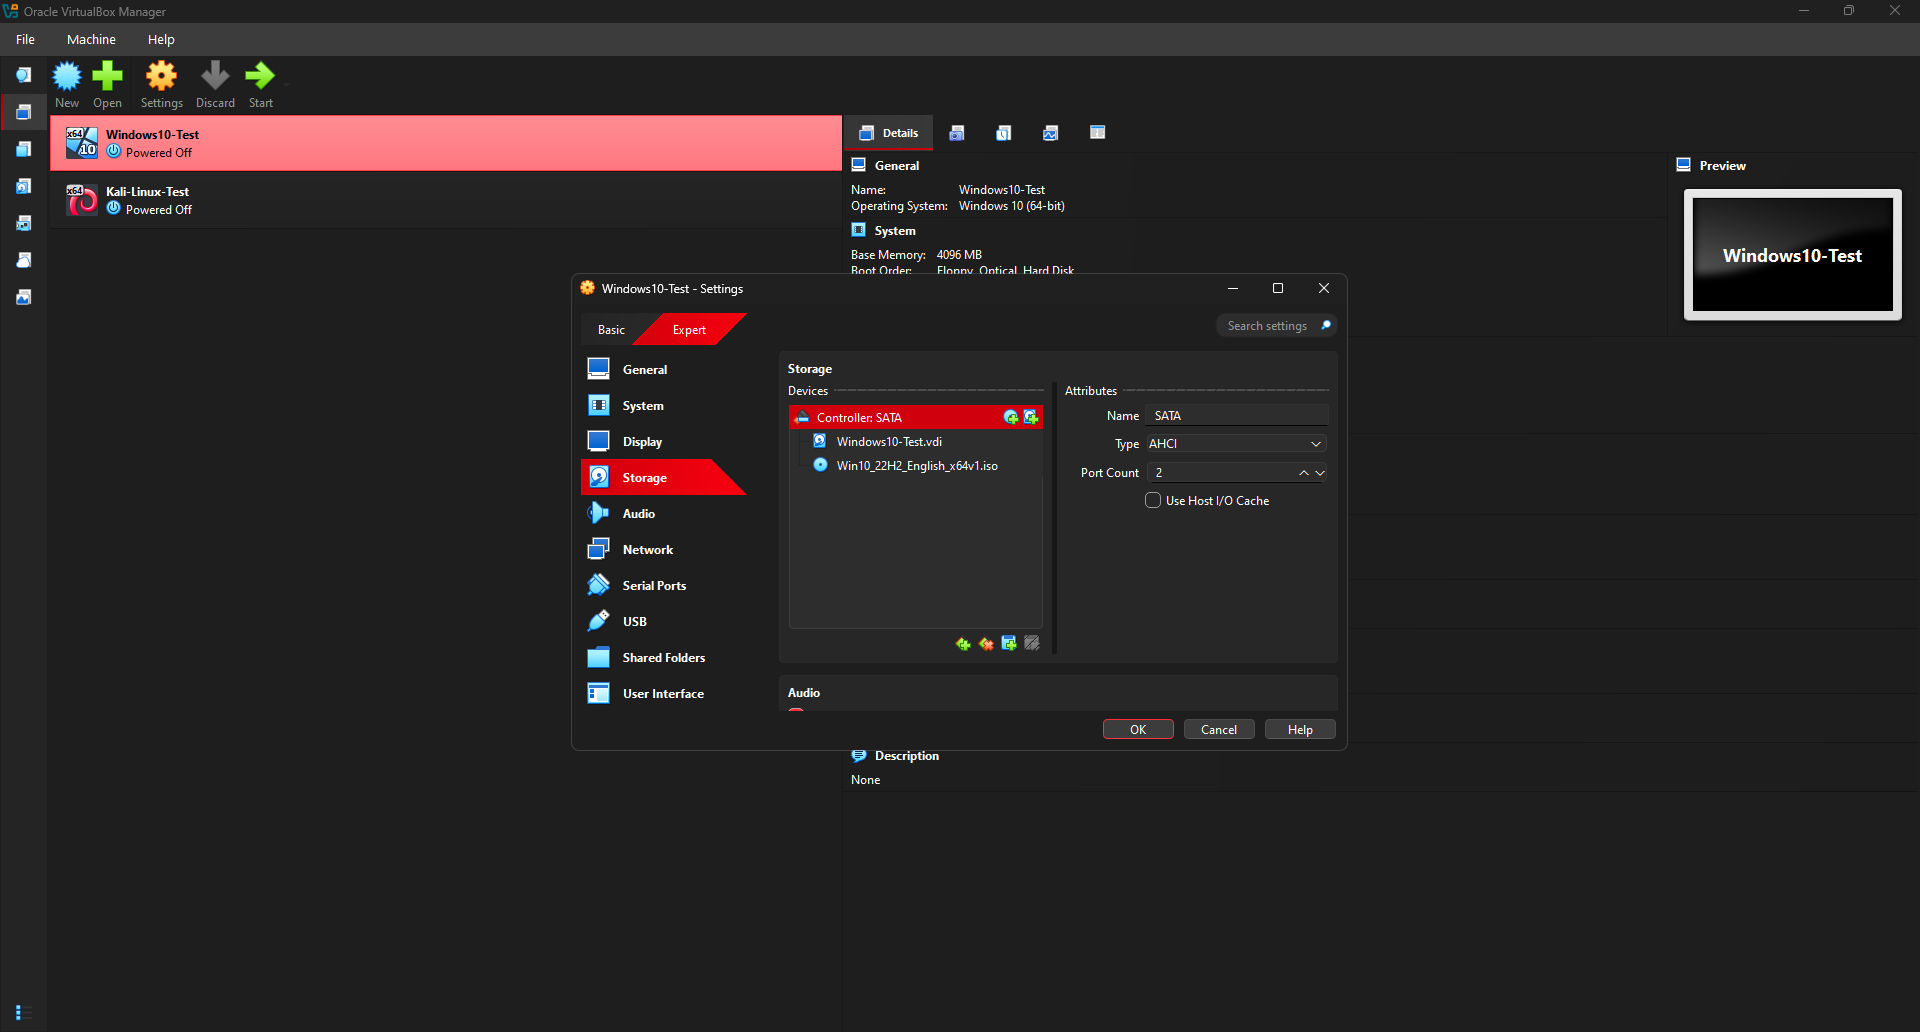 Oracle VirtualBox Manager
File Machine Help
New Open Settings Discard Start
x64 10 Windows10-Test
Powered Off
x64 Kali-Linux-Test
Powered Off
Details
General
Name: Windows10-Test
Operating System: Windows 10 (64-bit)
System
Base Memory: 4096 MB
Boot Order: Floppy, Optical, Hard Disk
Preview
Windows10-Test
Windows10-Test - Settings
Basic Expert
Search settings
General
System
Display
Storage
Audio
Network
Serial Ports
USB
Shared Folders
User Interface
Storage
Devices
Controller: SATA
Windows10-Test.vdi
Win10_22H2_English_x64v1.iso
Attributes
Name SATA
Type AHCI
Port Count 2
Use Host I/O Cache
Audio
OK Cancel Help
Description
None